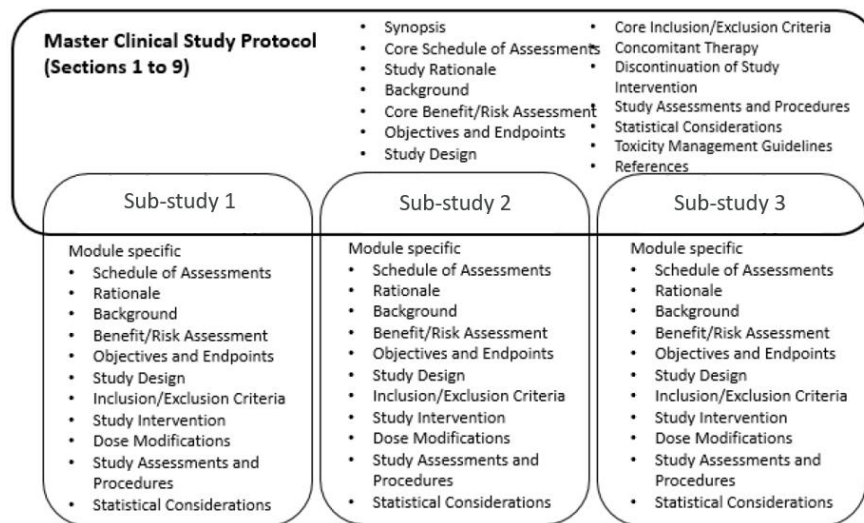 Master Clinical Study Protocol
(Sections 1 to 9)
• Synopsis
• Core Schedule of Assessments
• Study Rationale
• Background
• Core Benefit/Risk Assessment
• Objectives and Endpoints
• Study Design
• Core Inclusion/Exclusion Criteria
• Concomitant Therapy
• Discontinuation of Study
Intervention
• Study Assessments and Procedures
• Statistical Considerations
• Toxicity Management Guidelines
• References
Sub-study 1
Module specific
• Schedule of Assessments
• Rationale
• Background
• Benefit/Risk Assessment
• Objectives and Endpoints
• Study Design
• Inclusion/Exclusion Criteria
• Study Intervention
• Dose Modifications
• Study Assessments and
Procedures
• Statistical Considerations
Sub-study 2
Module specific
• Schedule of Assessments
• Rationale
• Background
• Benefit/Risk Assessment
• Objectives and Endpoints
• Study Design
• Inclusion/Exclusion Criteria
• Study Intervention
• Dose Modifications
• Study Assessments and
Procedures
• Statistical Considerations
Sub-study 3
Module specific
• Schedule of Assessments
• Rationale
• Background
• Benefit/Risk Assessment
• Objectives and Endpoints
• Study Design
• Inclusion/Exclusion Criteria
• Study Intervention
• Dose Modifications
• Study Assessments and
Procedures
• Statistical Considerations